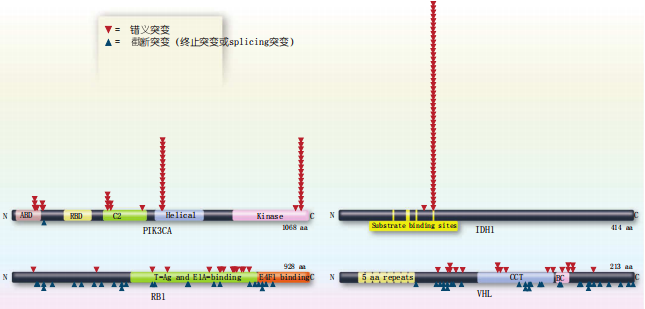 = 错义突变
= 截断突变 (终止突变或splicing突变)
N ABD RBD C2 Helical Kinase C
PIK3CA
1068 aa
N C
Substrate binding sites
IDH1
414 aa
928 aa
N T-Ag and E1A-binding E4F1 binding C
RB1
213 aa
N 5 aa repeats CCT BC C
VHL